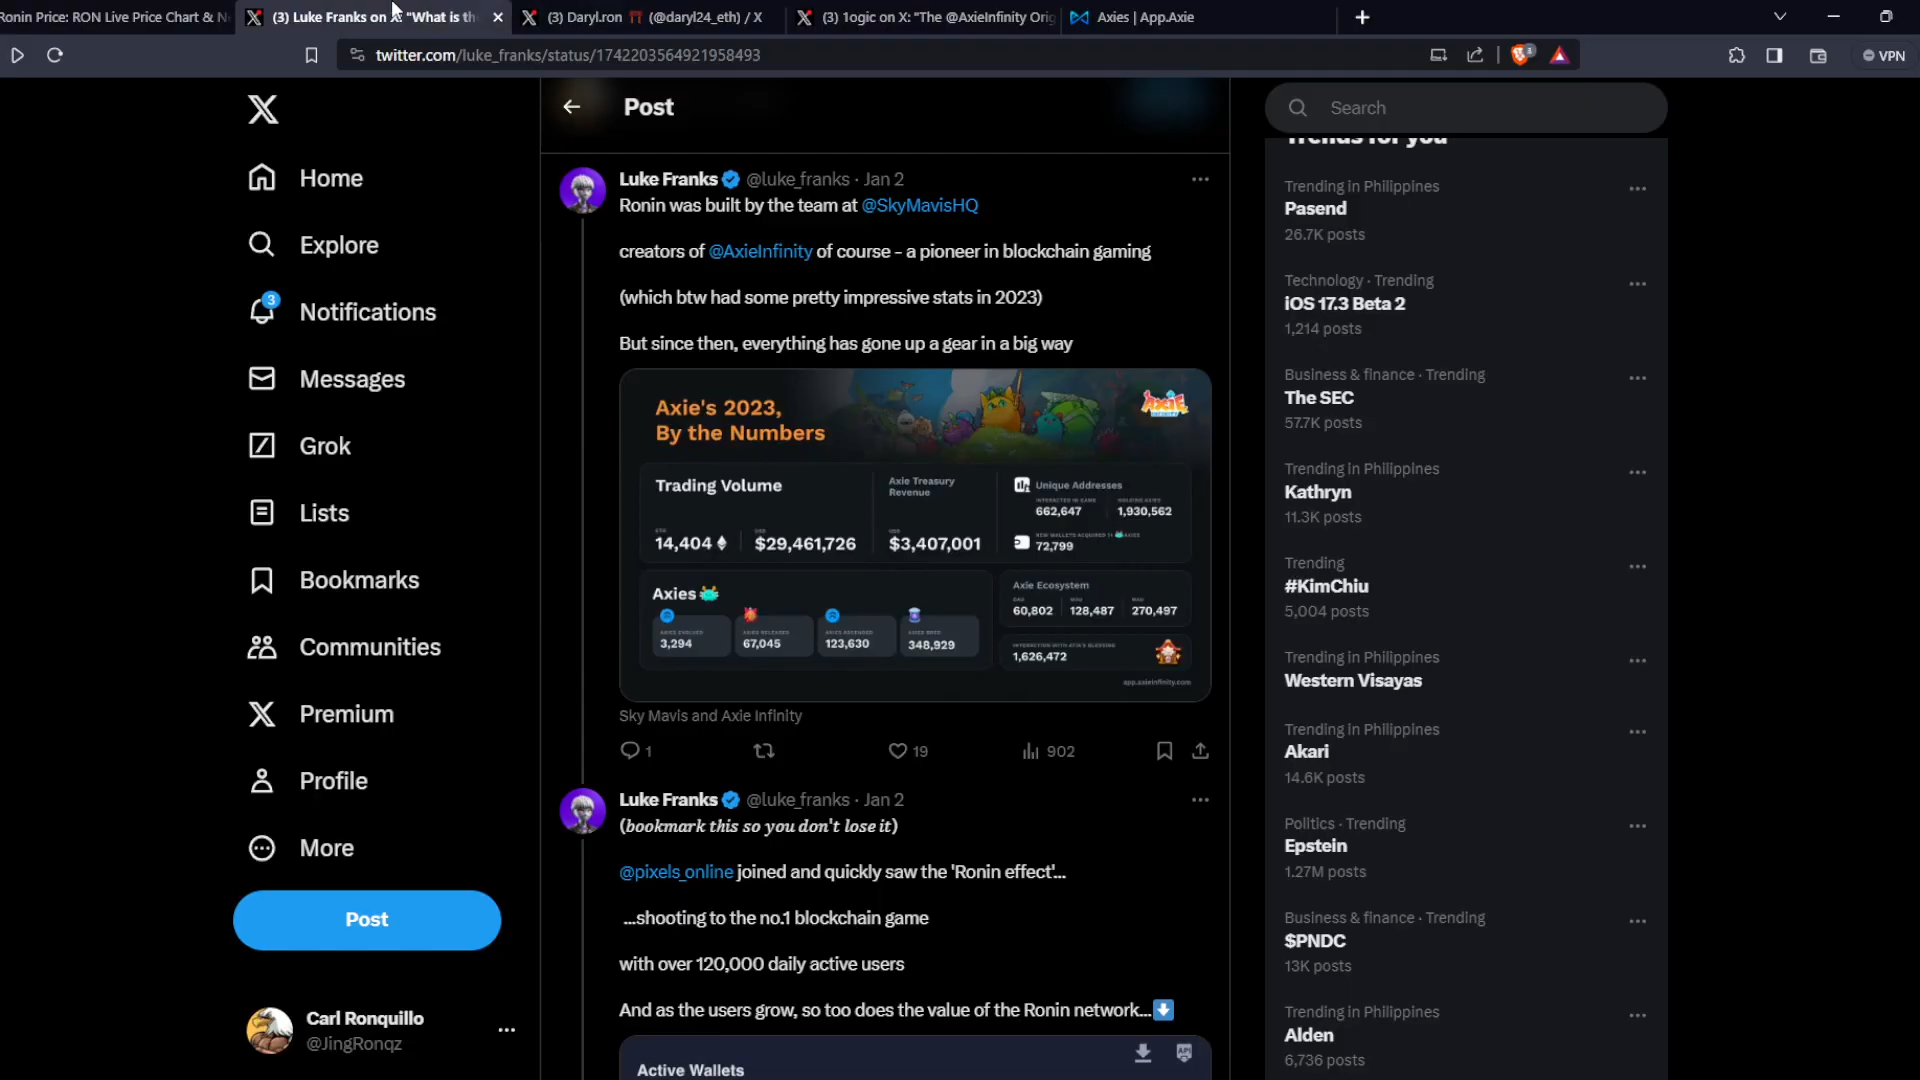 Ronin Price: RON Live Price Chart & N
(3) Luke Franks on X: "What is the
(3) Daryl.ron ⛩️ (@daryl24_eth) / X
(3) 1ogic on X: "The @AxieInfinity Orig
Axies | App.Axie
twitter.com/luke_franks/status/1742203564921958493
3
VPN
Home
Explore
3
Notifications
Messages
Grok
Lists
Bookmarks
Communities
Premium
Profile
More
Post
Carl Ronquillo
@JingRonqz
Post
Luke Franks @luke_franks · Jan 2
Ronin was built by the team at @SkyMavisHQ
creators of @AxieInfinity of course – a pioneer in blockchain gaming
(which btw had some pretty impressive stats in 2023)
But since then, everything has gone up a gear in a big way
Axie's 2023,
By the Numbers
AXIE
INFINITY
Trading Volume
ETH
USD
14,404
$29,461,726
Axie Treasury
Revenue
USD
$3,407,001
Unique Addresses
INTERACTED IN GAME
HOLDING AXIES
662,647
1,930,562
72,799
Axies
AXIES EVOLVED
3,294
AXIES RELEASED
67,045
AXIES ASCENDED
123,630
AXIES BRED
348,929
Axie Ecosystem
DAU
WAU
MAU
60,802
128,487
270,497
INTERACTION WITH ATIA'S BLESSING
1,626,472
app.axieinfinity.com
Sky Mavis and Axie Infinity
1
19
902
Luke Franks @luke_franks · Jan 2
(bookmark this so you don't lose it)
@pixels_online joined and quickly saw the 'Ronin effect'...
...shooting to the no.1 blockchain game
with over 120,000 daily active users
And as the users grow, so too does the value of the Ronin network...⬇️
Active Wallets
API
Search
Trends for you
Trending in Philippines
Pasend
26.7K posts
Technology · Trending
iOS 17.3 Beta 2
1,214 posts
Business & finance · Trending
The SEC
57.7K posts
Trending in Philippines
Kathryn
11.3K posts
Trending
#KimChiu
5,004 posts
Trending in Philippines
Western Visayas
Trending in Philippines
Akari
14.6K posts
Politics · Trending
Epstein
1.27M posts
Business & finance · Trending
$PNDC
13K posts
Trending in Philippines
Alden
6,736 posts